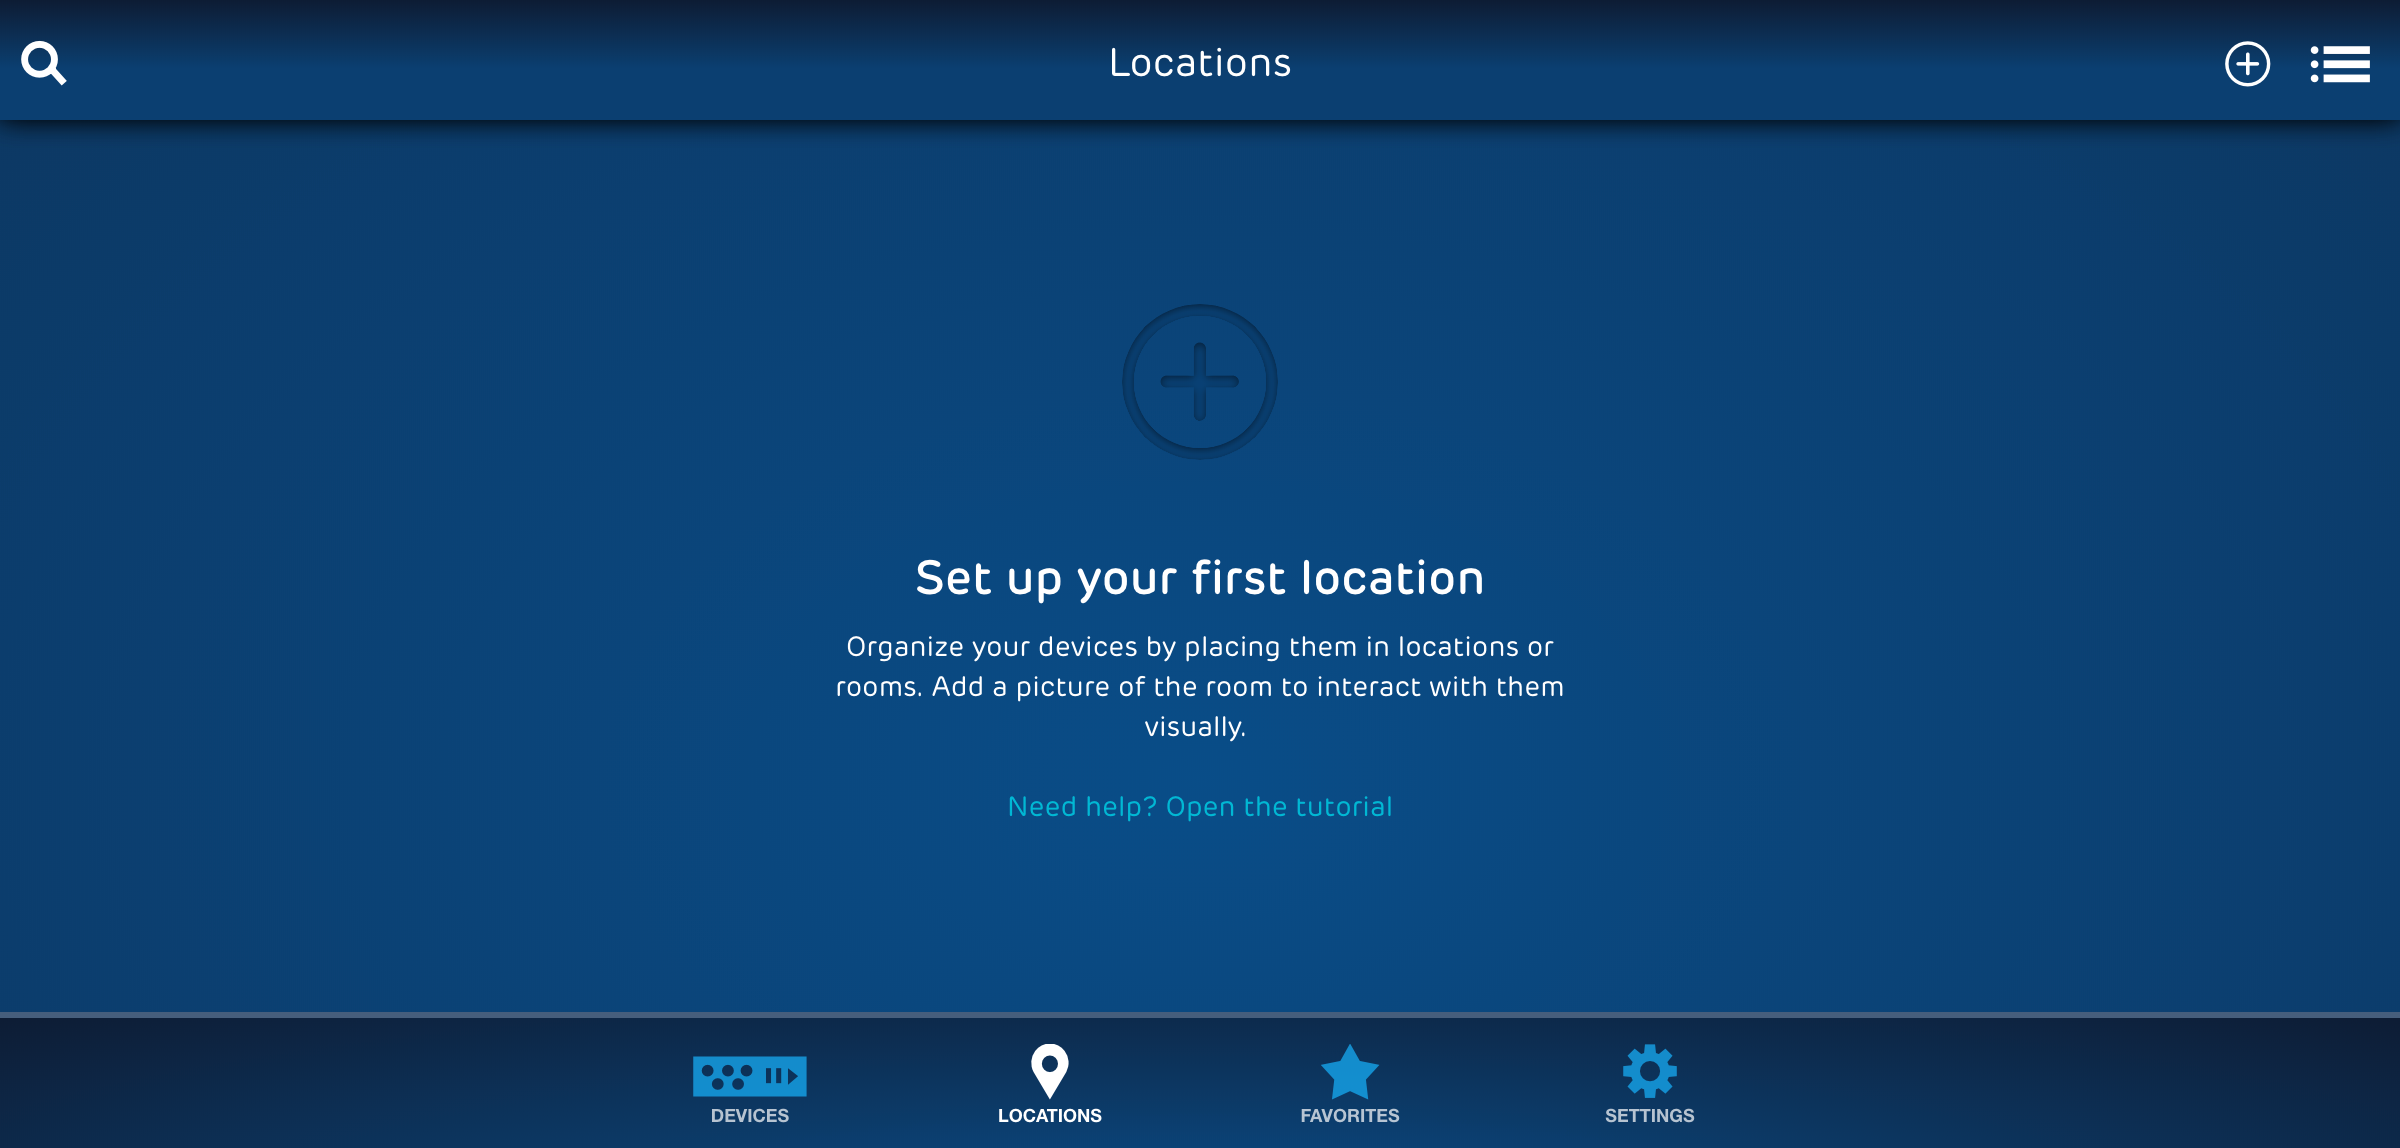 Locations
Set up your first location
Organize your devices by placing them in locations or
rooms. Add a picture of the room to interact with them
visually.
Need help? Open the tutorial
DEVICES
LOCATIONS
FAVORITES
SETTINGS